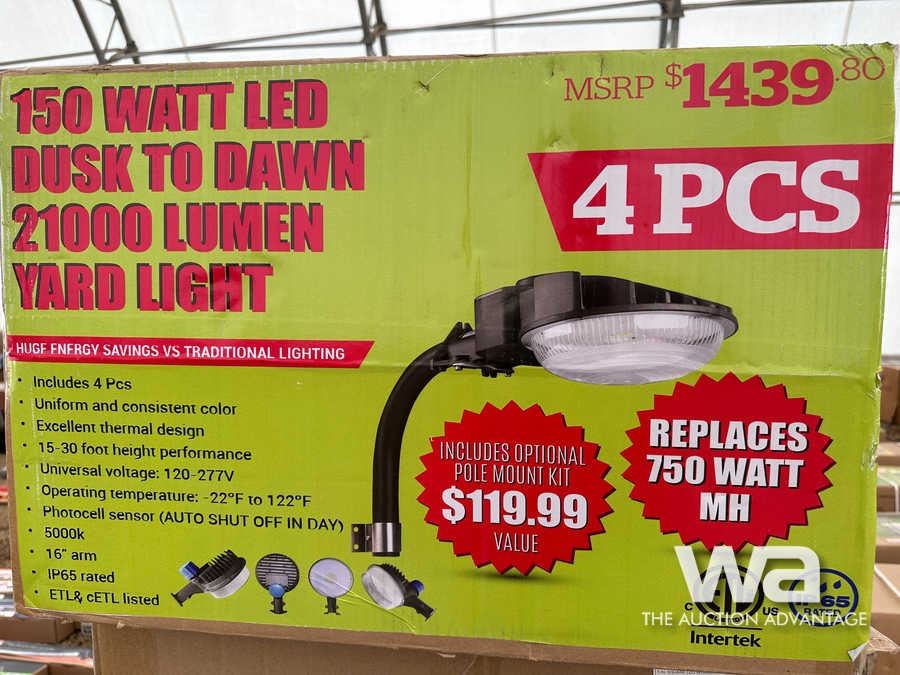 150 WATT LED
DUSK TO DAWN
21000 LUMEN
YARD LIGHT
MSRP $1439.80
4 PCS
HUGE ENERGY SAVINGS VS TRADITIONAL LIGHTING
• Includes 4 Pcs
• Uniform and consistent color
• Excellent thermal design
• 15-30 foot height performance
• Universal voltage: 120-277V
• Operating temperature: -22°F to 122°F
• Photocell sensor (AUTO SHUT OFF IN DAY)
• 5000k
• 16" arm
• IP65 rated
• ETL& cETL listed
INCLUDES OPTIONAL
POLE MOUNT KIT
$119.99
VALUE
REPLACES
750 WATT
MH
C US
Intertek
IP65
RATED
wa
THE AUCTION ADVANTAGE